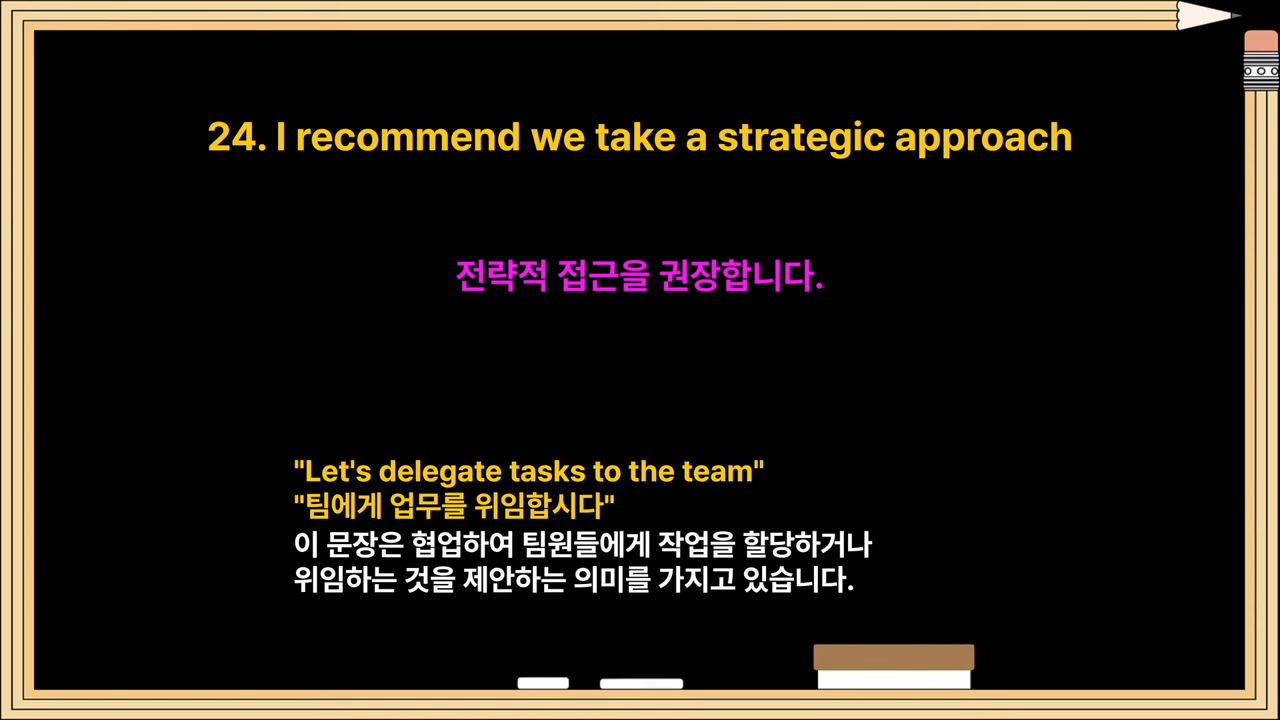 24. I recommend we take a strategic approach
전략적 접근을 권장합니다.
"Let's delegate tasks to the team"
"팀에게 업무를 위임합시다"
이 문장은 협업하여 팀원들에게 작업을 할당하거나
위임하는 것을 제안하는 의미를 가지고 있습니다.